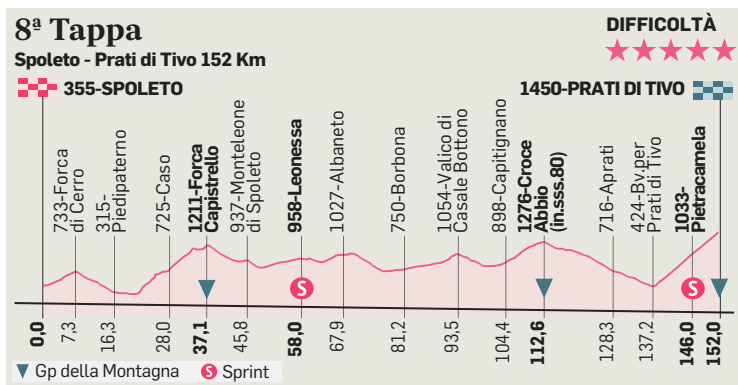 8ª Tappa
Spoleto - Prati di Tivo 152 Km
DIFFICOLTÀ
355-SPOLETO
1450-PRATI DI TIVO
733-Forca
di Cerro
315-
Piedipaterno
725-Caso
1211-Forca
Capistrello
937-Monteleone
di Spoleto
958-Leonessa
1027-Albaneto
750-Borbona
1054-Valico di
Casale Bottono
898-Capitignano
1276-Croce
Abbio
(in.sss.80)
716-Aprati
424-Bv.per
Prati di Tivo
1033-
Pietracamela
S
S
0,0
7,3
16,3
28,0
37,1
45,8
58,0
67,9
81,2
93,5
104,4
112,6
128,3
137,2
146,0
152,0
Gp della Montagna
S Sprint